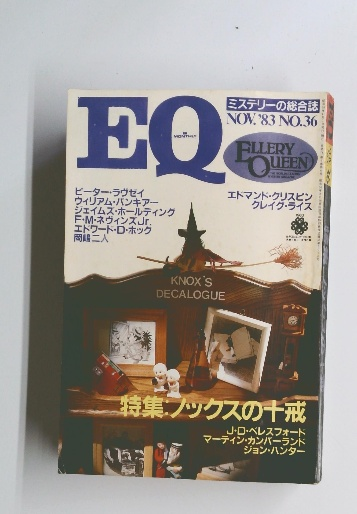 EQ
ミステリーの総合誌
NOV.'83 NO.36
ELLERY
QUEEN
ピーター・ラヴゼイ
ウィリアム・バンキアー
ジェイムズ・ホールディング
F・M・ネヴィンズJr.
エドワード・D・ホック
岡嶋二人
エドマンド・クリスピン
クレイグ・ライス
KNOX'S
DECALOGUE
特集:ノックスの十戒
J・D・ベレスフォード
マーティン・カンバーランド
ジョン・ハンター